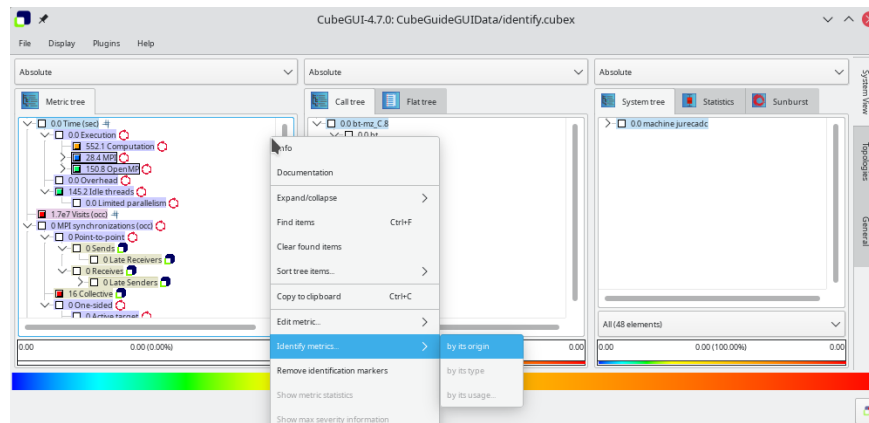 CubeGUI-4.7.0: CubeGuideGUIData/identify.cubex
File Display Plugins Help
Absolute
Absolute
Absolute
Metric tree
Call tree
Flat tree
System tree
Statistics
Sunburst
0.0 Time (sec)
0.0 Execution
552.1 Computation
28.4 MPI
150.8 OpenMP
0.0 Overhead
145.2 Idle threads
0.0 Limited parallelism
1.7e7 Visits (occ)
0 MPI synchronizations (occ)
0 Point-to-point
0 Sends
0 Late Receivers
0 Receives
0 Late Senders
16 Collective
0 One-sided
0 Active target
0.0 bt-mz_C.8
0.0 bt
0.0 machine jurecadc
Info
Documentation
Expand/collapse
Find items Ctrl+F
Clear found items
Sort tree items..
Copy to clipboard Ctrl+C
Edit metric..
Identify metrics..
Remove identification markers
Show metric statistics
Show max severity information
by its origin
by its type
by its usage..
All (48 elements)
0.00 0.00 (0.00%)
0.00
0.00 0.00 (100.00%) 0.00
System View
Topologies
General